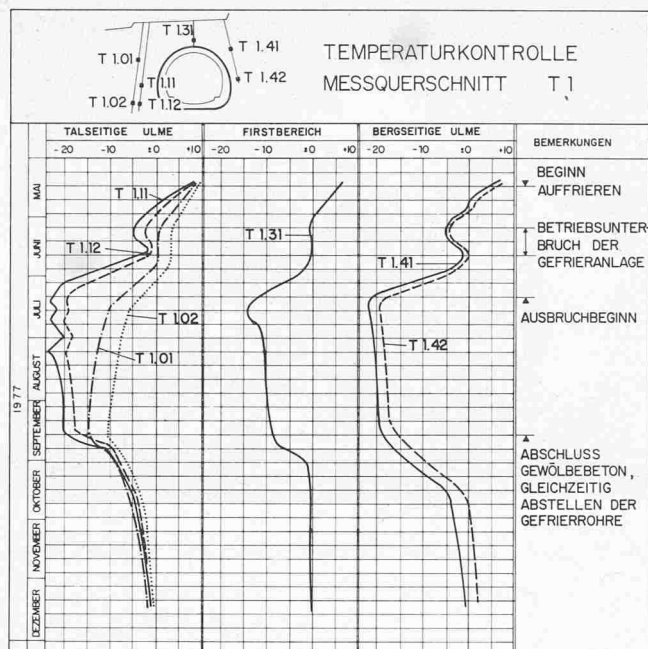 T 1.31
T 1.01
T 1.41
T 1.11
T 1.42
T 1.02
T 1.12
TEMPERATURKONTROLLE
MESSQUERSCHNITT T 1
TALSEITIGE ULME
FIRSTBEREICH
BERGSEITIGE ULME
BEMERKUNGEN
-20 -10 ±0 +10
-20 -10 ±0 +10
-20 -10 ±0 +10
1977
MAI
JUNI
JULI
AUGUST
SEPTEMBER
OKTOBER
NOVEMBER
DEZEMBER
T 1.11
T 1.12
T 1.02
T 1.01
T 1.31
T 1.41
T 1.42
BEGINN
AUFFRIEREN
BETRIEBSUNTER-
BRUCH DER
GEFRIERANLAGE
AUSBRUCHBEGINN
ABSCHLUSS
GEWÖLBEBETON,
GLEICHZEITIG
ABSTELLEN DER
GEFRIERROHRE